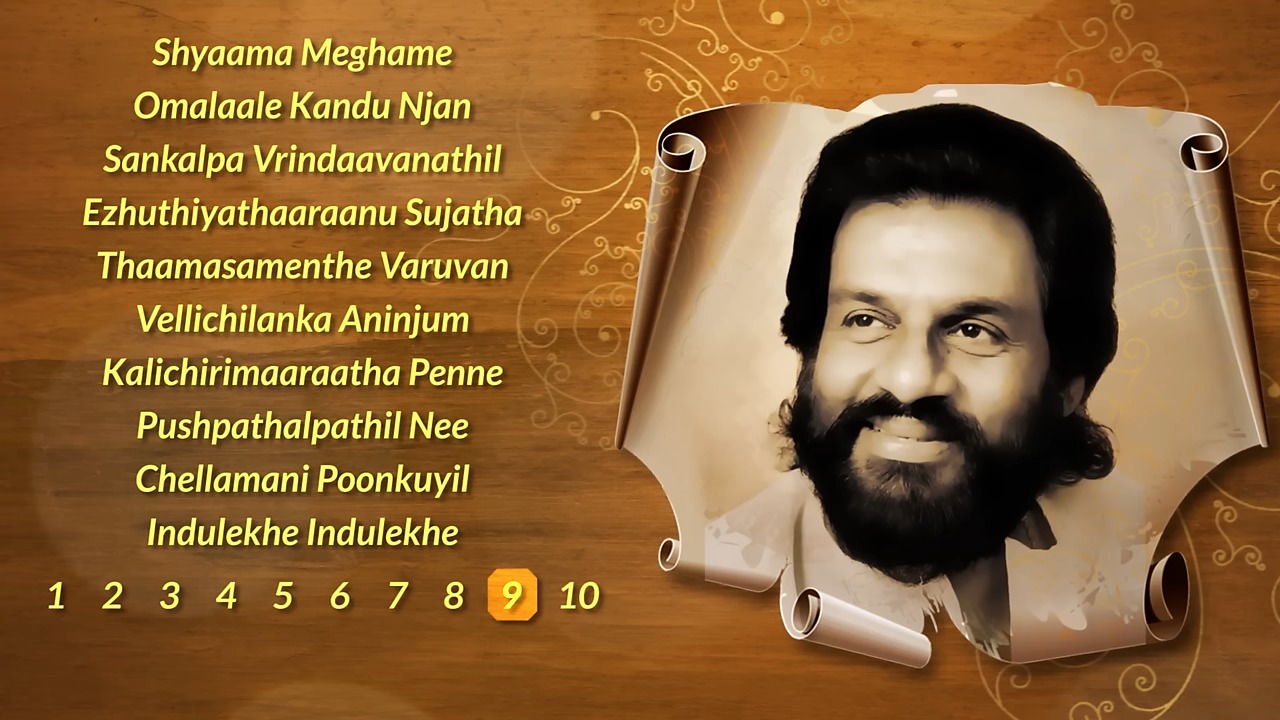 Shyaama Meghame
Omalaale Kandu Njan
Sankalpa Vrindaavanathil
Ezhuthiyathaaraanu Sujatha
Thaamasamenthe Varuvan
Vellichilanka Aninjum
Kalichirimaaraatha Penne
Pushpathalpathil Nee
Chellamani Poonkuyil
Indulekhe Indulekhe
1 2 3 4 5 6 7 8 9 10